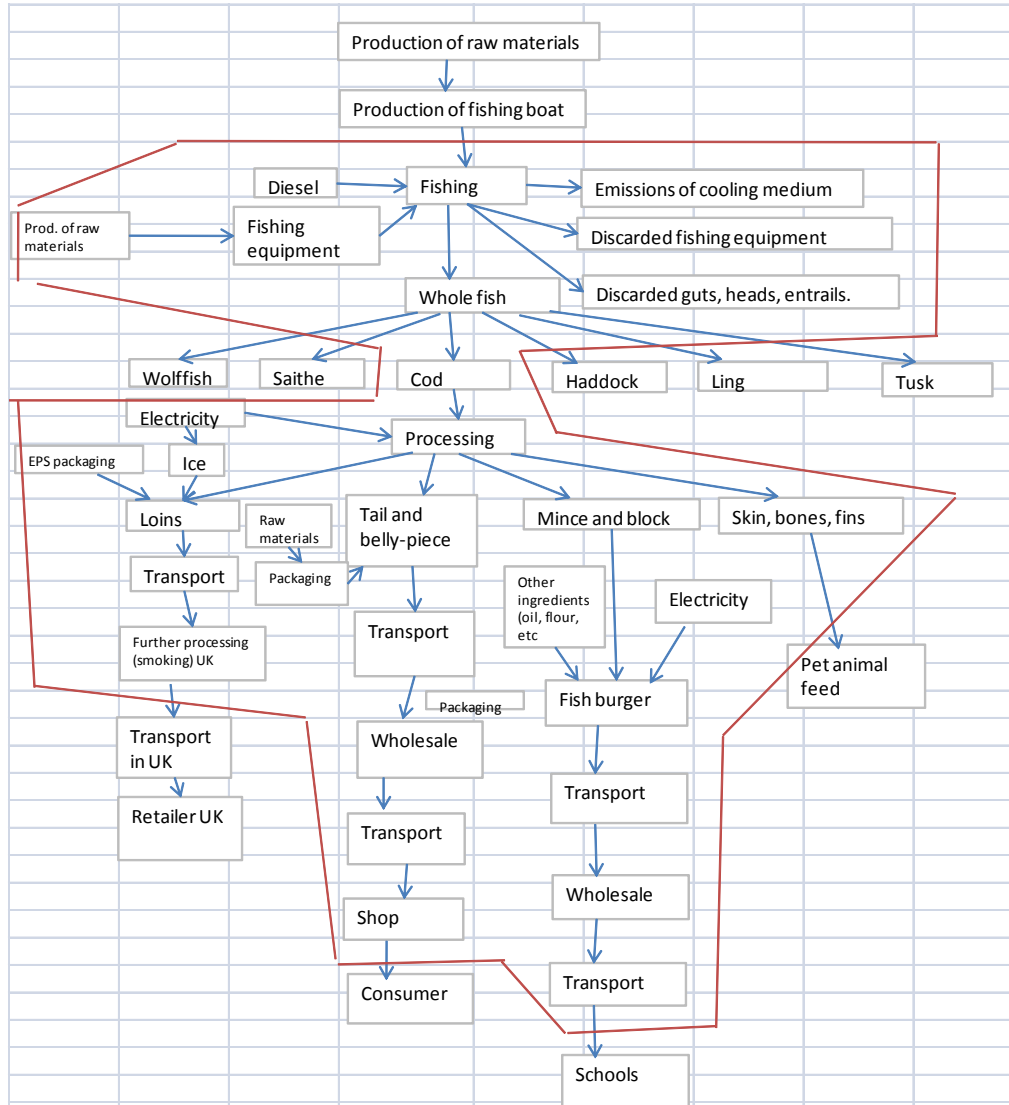 Production of raw materials
Production of fishing boat
Diesel
Fishing
Emissions of cooling medium
Prod. of raw
materials
Fishing
equipment
Discarded fishing equipment
Whole fish
Discarded guts, heads, entrails.
Wolffish
Saithe
Cod
Haddock
Ling
Tusk
Electricity
Processing
EPS packaging
Ice
Loins
Raw
materials
Tail and
belly-piece
Mince and block
Skin, bones, fins
Transport
Packaging
Other
ingredients
(oil, flour,
etc
Electricity
Further processing
(smoking) UK
Transport
Pet animal
feed
Packaging
Fish burger
Transport
in UK
Wholesale
Transport
Retailer UK
Transport
Wholesale
Shop
Transport
Consumer
Schools